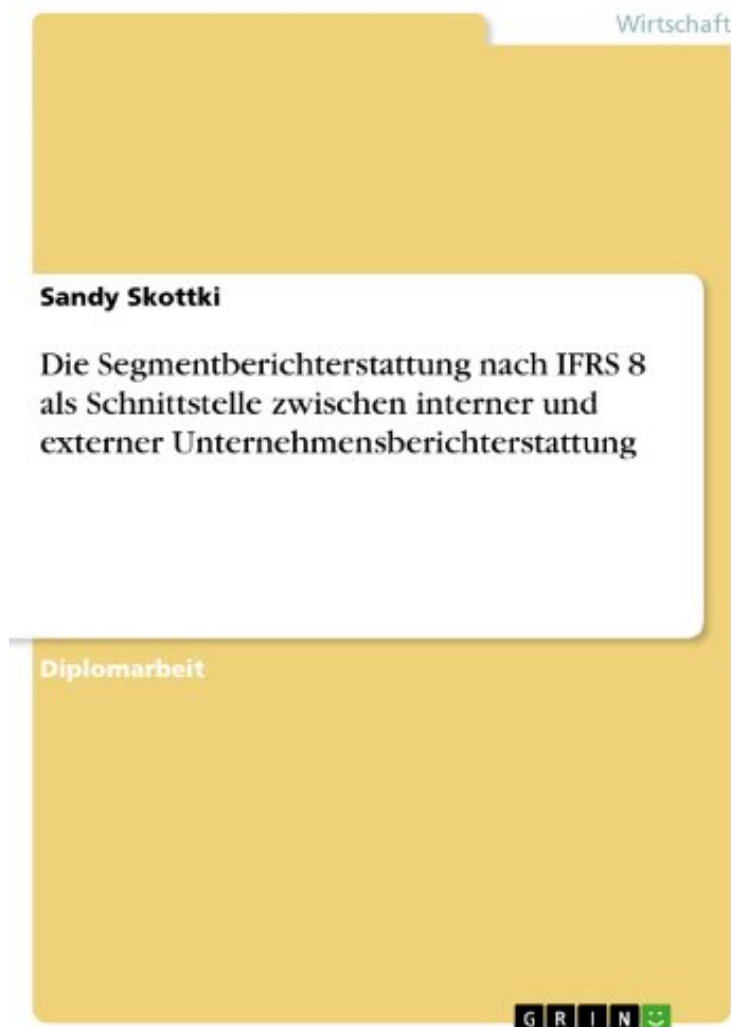 Wirtschaft
Sandy Skottki
Die Segmentberichterstattung nach IFRS 8
als Schnittstelle zwischen interner und
externer Unternehmensberichterstattung
Diplomarbeit
GRIN